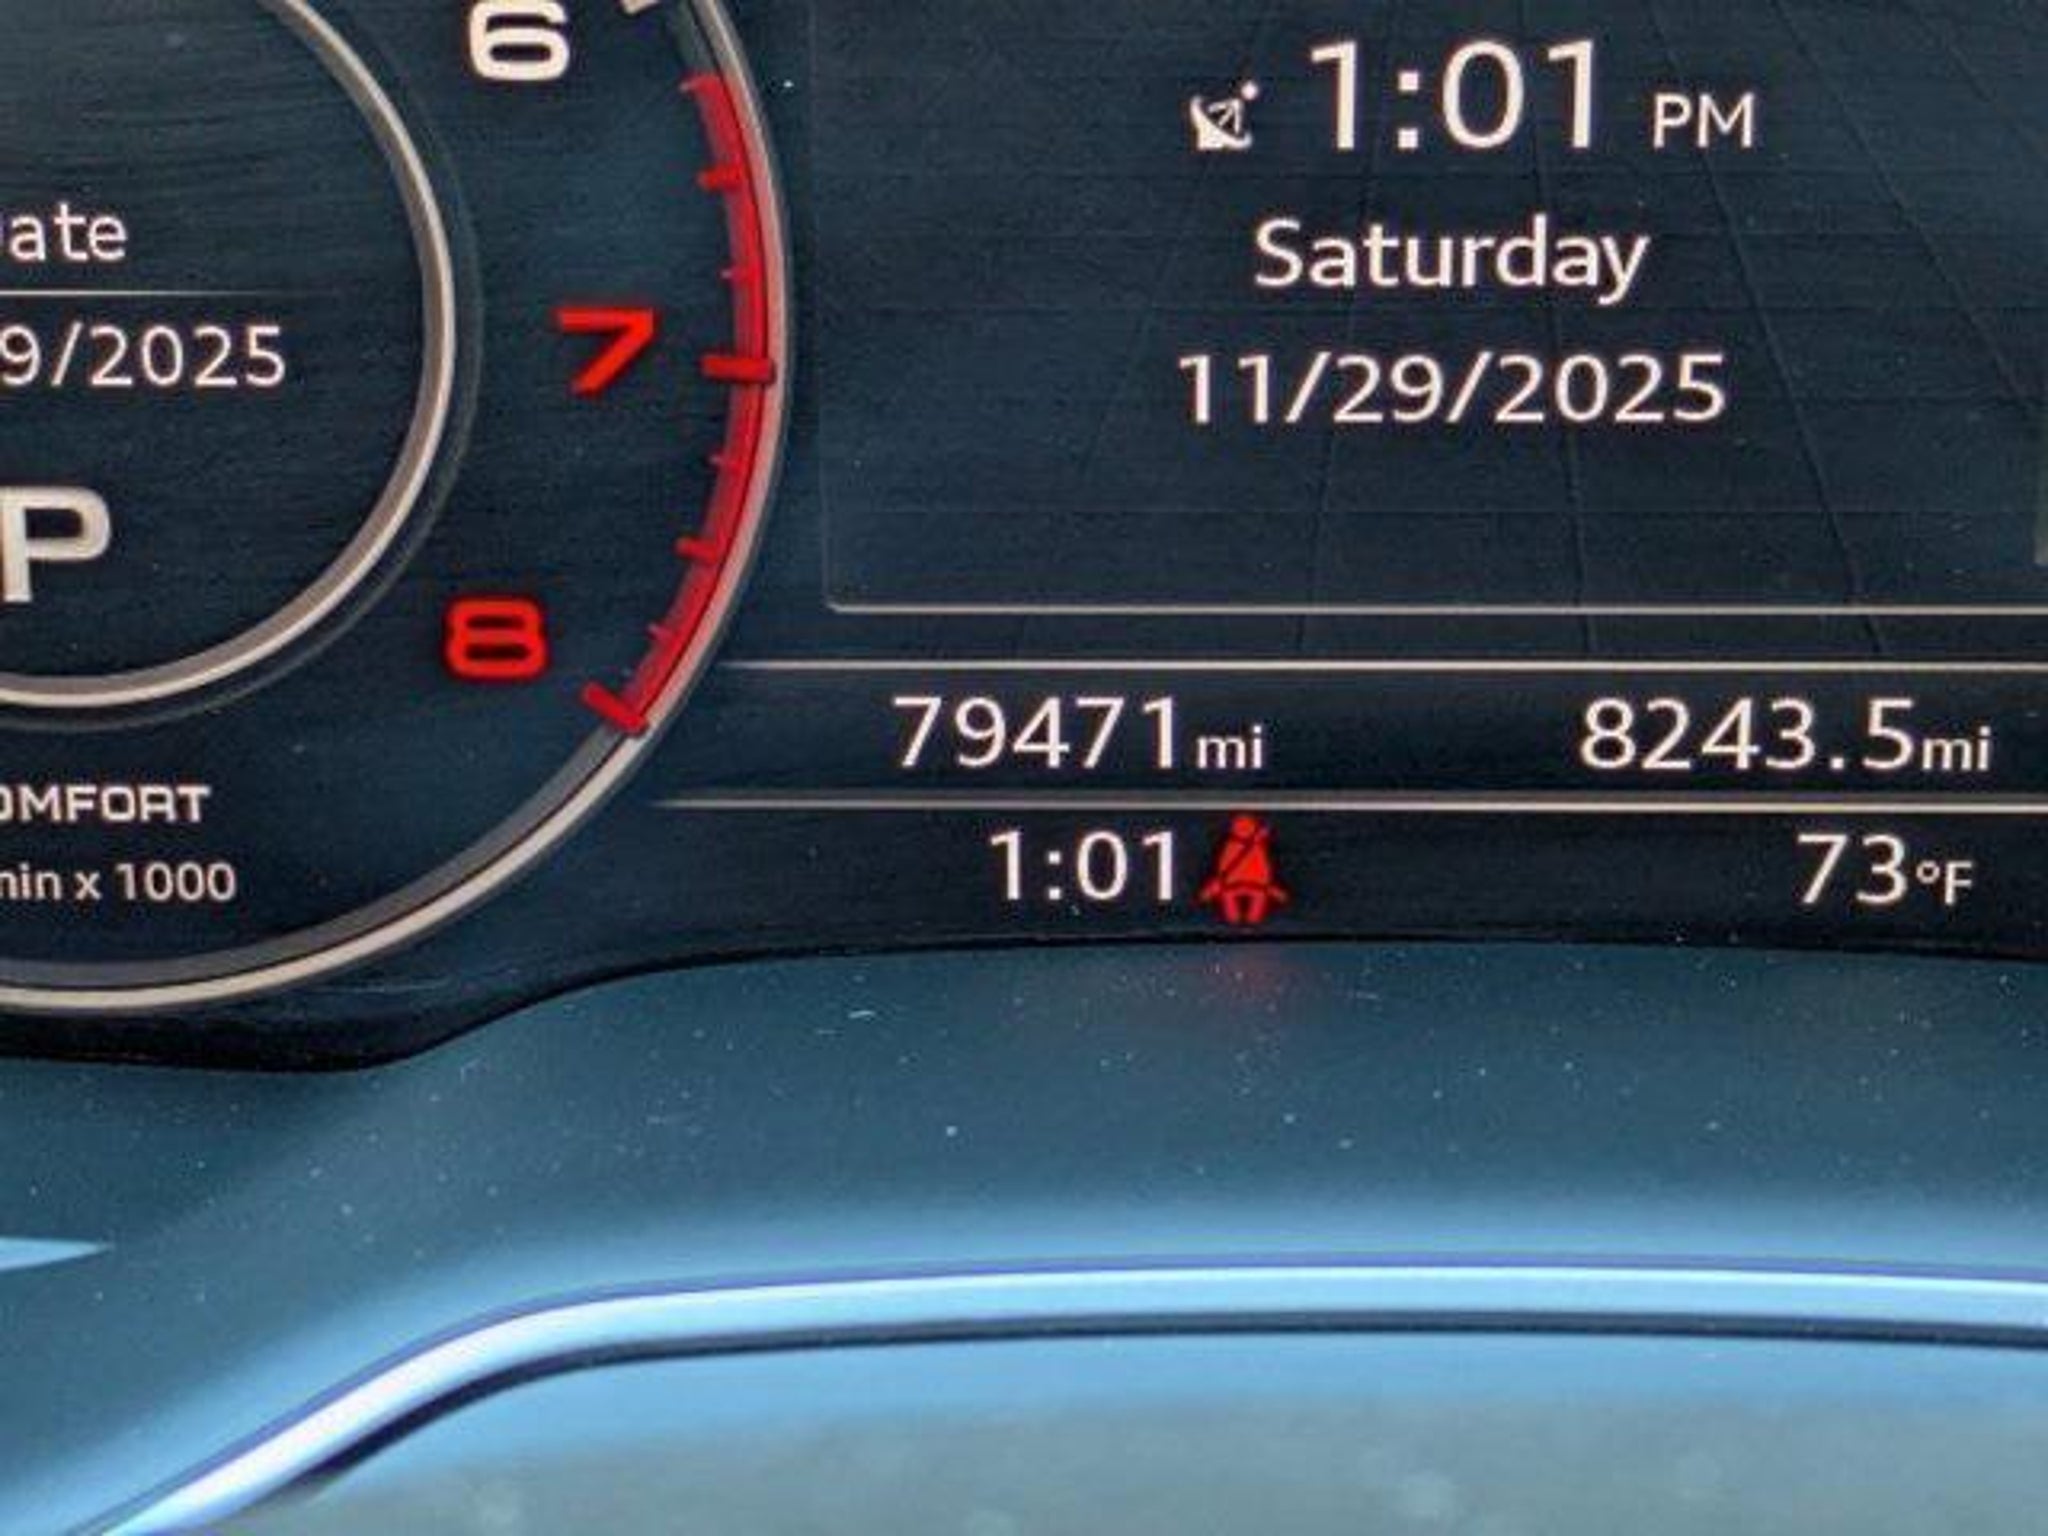 6
7
8
ate
9/2025
P
OMFORT
min x 1000
1:01 PM
Saturday
11/29/2025
79471mi
8243.5mi
1:01
73°F